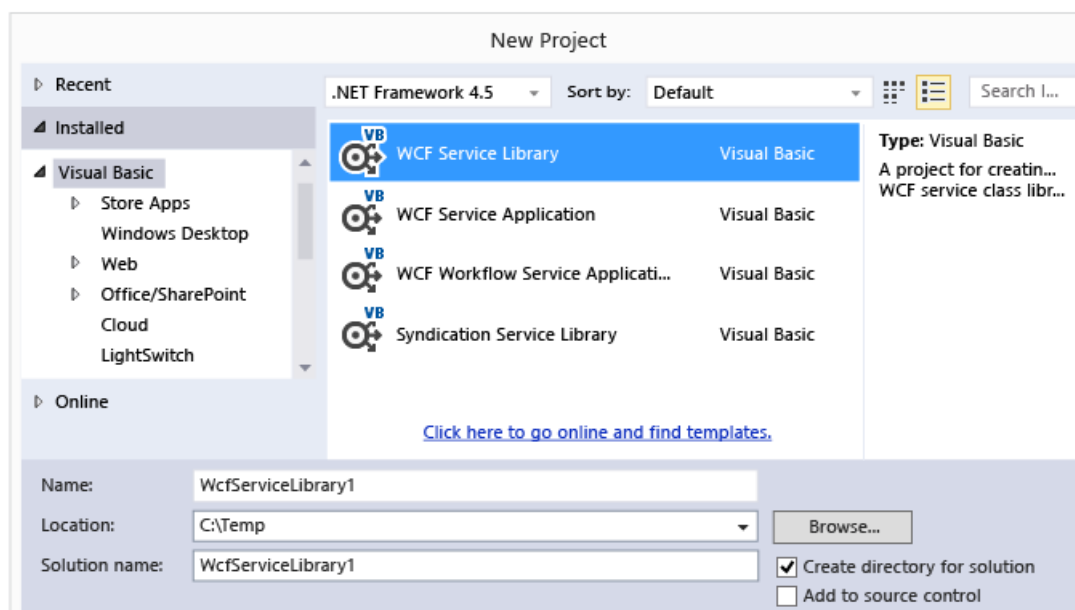 New Project
Recent
Installed
Visual Basic
Store Apps
Windows Desktop
Web
Office/SharePoint
Cloud
LightSwitch
Online
.NET Framework 4.5 Sort by: Default Search I...
VB
WCF Service Library Visual Basic
VB
WCF Service Application Visual Basic
VB
WCF Workflow Service Applicati... Visual Basic
VB
Syndication Service Library Visual Basic
Click here to go online and find templates.
Type: Visual Basic
A project for creatin...
WCF service class libr...
Name: WcfServiceLibrary1
Location: C:\Temp Browse...
Solution name: WcfServiceLibrary1
Create directory for solution
Add to source control